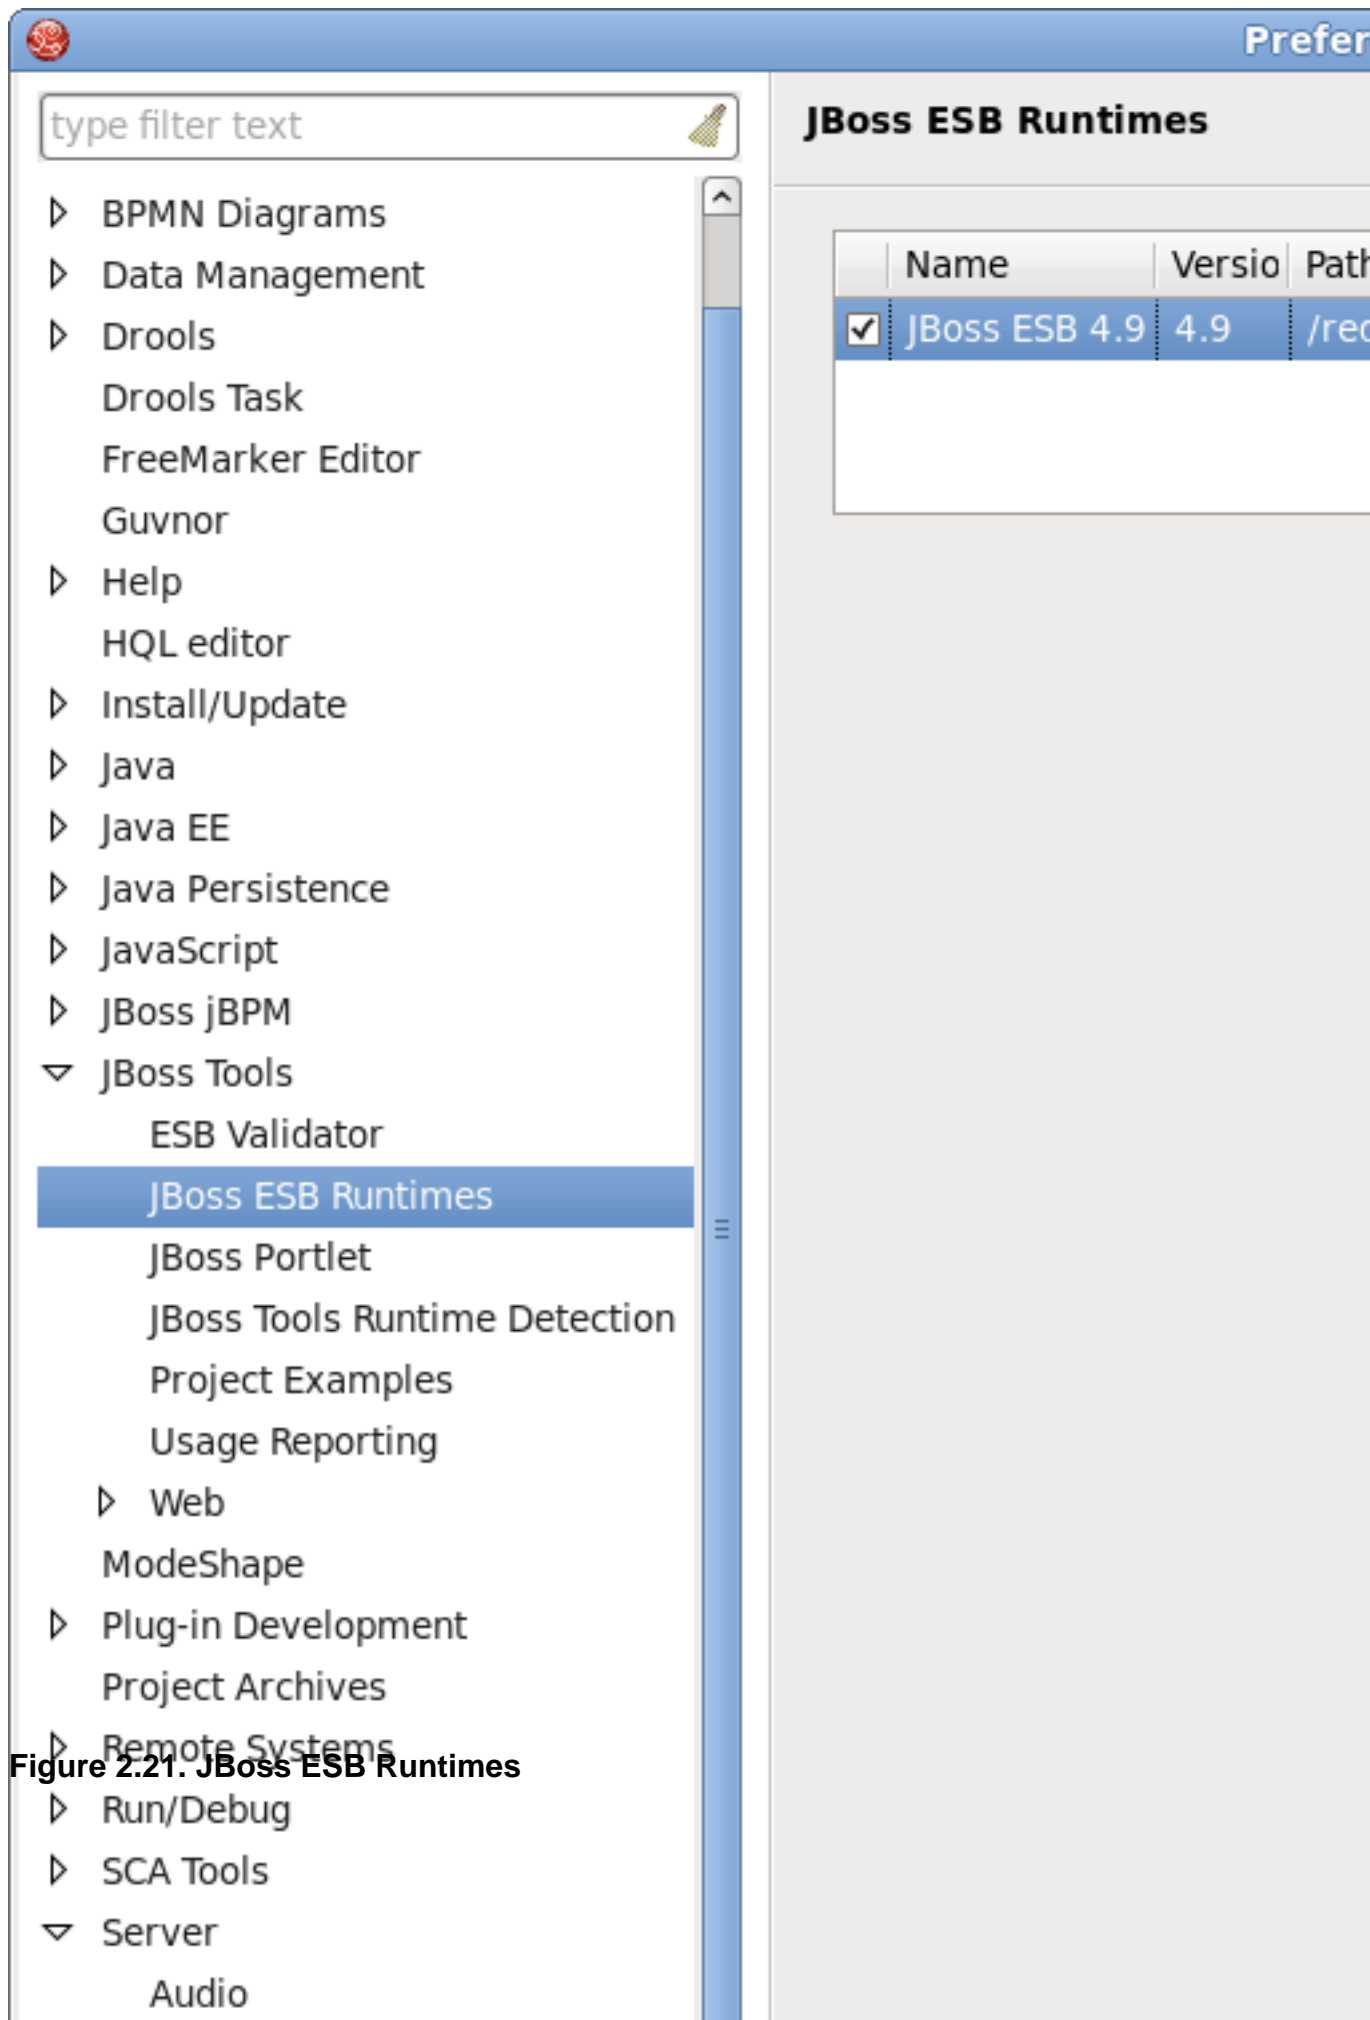 Prefer
type filter text
JBoss ESB Runtimes
BPMN Diagrams
Data Management
Drools
Drools Task
FreeMarker Editor
Guvnor
Help
HQL editor
Install/Update
Java
Java EE
Java Persistence
JavaScript
JBoss jBPM
JBoss Tools
ESB Validator
JBoss ESB Runtimes
JBoss Portlet
JBoss Tools Runtime Detection
Project Examples
Usage Reporting
Web
ModeShape
Plug-in Development
Project Archives
Remote Systems
Figure 2.21. JBoss ESB Runtimes
Run/Debug
SCA Tools
Server
Audio
Name Versio Path
JBoss ESB 4.9 4.9 /red